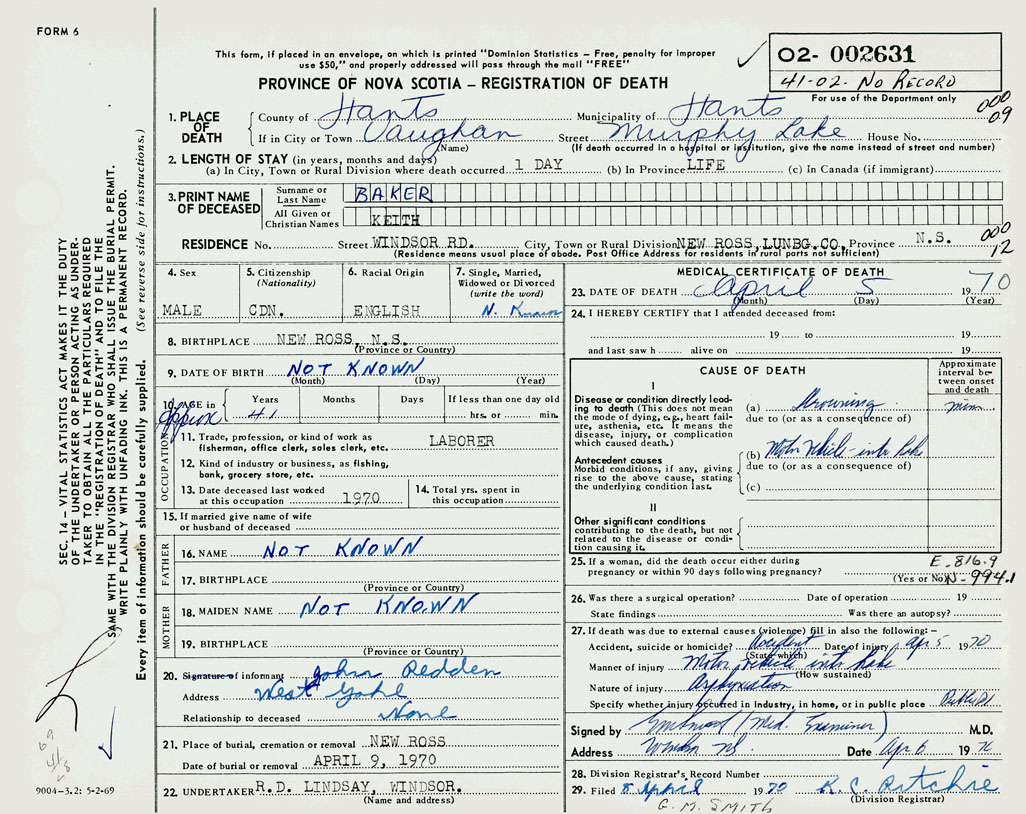 FORM 6
This form, if placed in an envelope, on which is printed "Dominion Statistics – Free, penalty for improper
use $50," and properly addressed will pass through the mail "FREE"
02- 002631
41-02- NO RECORD
For use of the Department only
PROVINCE OF NOVA SCOTIA – REGISTRATION OF DEATH
000
09
1. PLACE OF DEATH
County of Hants Municipality of Hants
If in City or Town Vaughan Street Murphy Lake House No.
(Name) (If death occurred in a hospital or institution, give the name instead of street and number)
2. LENGTH OF STAY (in years, months and days)
(a) In City, Town or Rural Division where death occurred 1 DAY (b) In Province LIFE (c) In Canada (if immigrant)
3. PRINT NAME OF DECEASED
Surname or Last Name BAKER
All Given or Christian Names KEITH
RESIDENCE No. Street WINDSOR RD. City, Town or Rural Division NEW ROSS, LUNBG.CO. Province N.S.
000
12
(Residence means usual place of abode. Post Office Address for residents in rural parts not sufficient)
4. Sex
MALE
5. Citizenship (Nationality)
CDN.
6. Racial Origin
ENGLISH
7. Single, Married, Widowed or Divorced (write the word)
N. Known
8. BIRTHPLACE NEW ROSS, N.S.
(Province or Country)
9. DATE OF BIRTH NOT KNOWN
(Month) (Day) (Year)
10. AGE in Years Months Days If less than one day old
Approx 41 hrs. or min.
OCCUPATION
11. Trade, profession, or kind of work as
fisherman, office clerk, sales clerk, etc. LABORER
12. Kind of industry or business, as fishing,
bank, grocery store, etc.
13. Date deceased last worked
at this occupation 1970
14. Total yrs. spent in
this occupation
15. If married give name of wife
or husband of deceased
FATHER
16. NAME NOT KNOWN
17. BIRTHPLACE
(Province or Country)
MOTHER
18. MAIDEN NAME NOT KNOWN
19. BIRTHPLACE
(Province or Country)
20. Signature of informant John Redden
Address West
Relationship to deceased None
21. Place of burial, cremation or removal NEW ROSS
Date of burial or removal APRIL 9, 1970
22. UNDERTAKER R.D. LINDSAY, WINDSOR.
(Name and address)
MEDICAL CERTIFICATE OF DEATH
23. DATE OF DEATH April 5 1970
(Month) (Day) (Year)
24. I HEREBY CERTIFY that I attended deceased from:
19 to 19
and last saw h alive on 19
CAUSE OF DEATH
Approximate interval between onset and death
I
Disease or condition directly leading to death (This does not
the mode of dying, e.g., heart failure, asthenia, etc. It means the
disease, injury, or complication
which caused death.)
(a) Drowning min
due to (or as a consequence of)
Antecedent causes
Morbid conditions, if any, giving
rise to the above cause, stating
the underlying condition last.
(b) Motor Vehicle into Lake
due to (or as a consequence of)
(c)
II
Other significant conditions
contributing to the death, but not
related to the disease or condition causing it.
25. If a woman, did the death occur either during
pregnancy or within 90 days following pregnancy? (Yes or No)
E-816.9
N-994.1
26. Was there a surgical operation? Date of operation 19
State findings Was there an autopsy?
27. If death was due to external causes (violence) fill in also the following:–
Accident, suicide or homicide? Accident Date of injury Apr 5 1970
(State which)
Manner of injury Motor Vehicle into Lake
(How sustained)
Nature of injury Asphyxiation
Specify whether injury occurred in industry, in home, or in public place
Signed by (Med. Examiner) M.D.
Address Date Apr 6 1970
28. Division Registrar's Record Number
29. Filed 8 April 1970 K. C. Ritchie
(Division Registrar)
G. M. SMITH
SEC. 14 – VITAL STATISTICS ACT MAKES IT THE DUTY
OF THE UNDERTAKER OR PERSON ACTING AS UNDERTAKER TO OBTAIN ALL THE PARTICULARS REQUIRED
IN THE "REGISTRATION OF DEATH" AND TO FILE THE
SAME WITH THE DIVISION REGISTRAR WHO SHALL ISSUE THE BURIAL PERMIT.
WRITE PLAINLY WITH UNFADING INK. THIS IS A PERMANENT RECORD.
Every item of information should be carefully supplied. (See reverse side for instructions.)
9004–3.2: 5-2-69